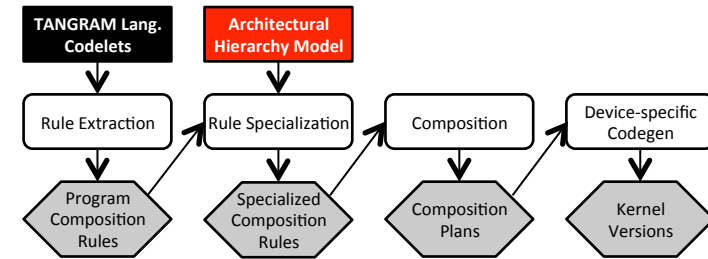 TANGRAM Lang.
Codelets
Architectural
Hierarchy Model
Rule Extraction
Rule Specialization
Composition
Device-specific
Codegen
Program
Composition
Rules
Specialized
Composition
Rules
Composition
Plans
Kernel
Versions